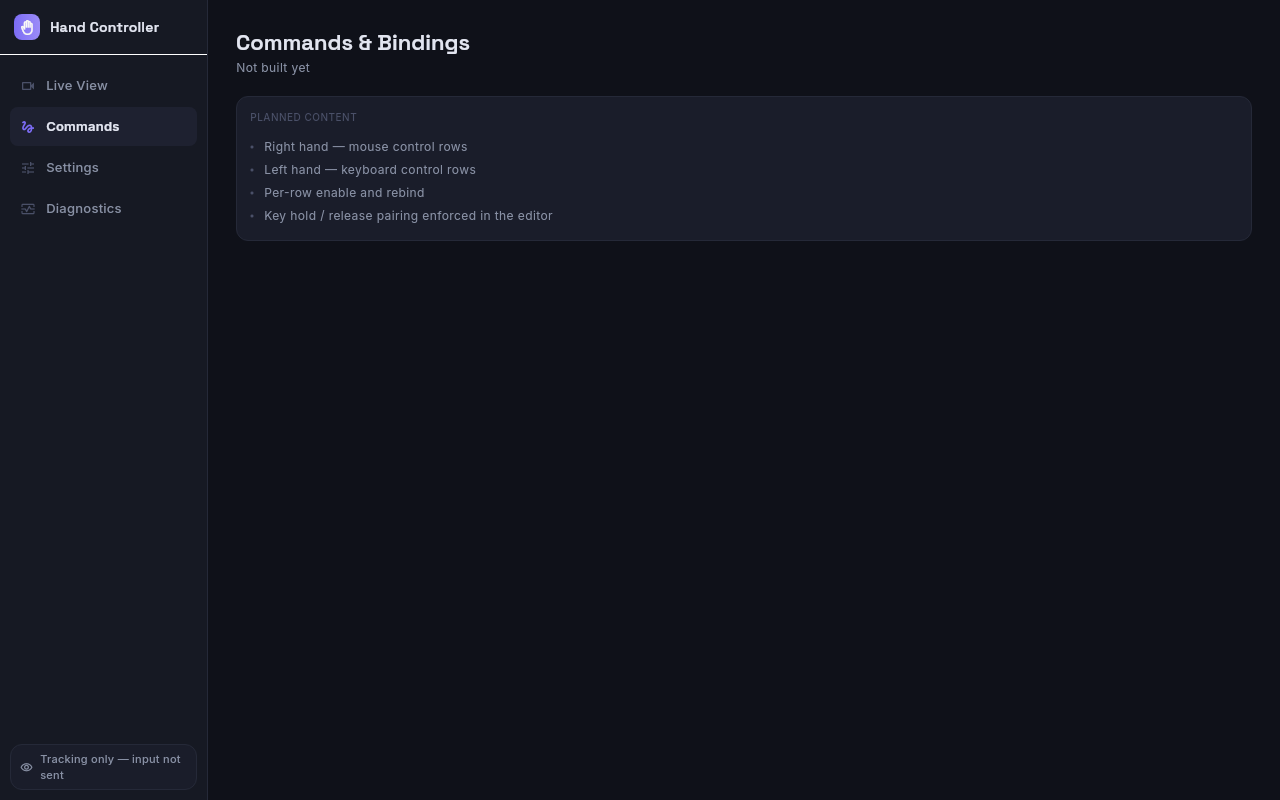 Hand Controller
Live View
Commands
Settings
Diagnostics
Tracking only — input not
sent
Commands & Bindings
Not built yet
PLANNED CONTENT
• Right hand — mouse control rows
• Left hand — keyboard control rows
• Per-row enable and rebind
• Key hold / release pairing enforced in the editor